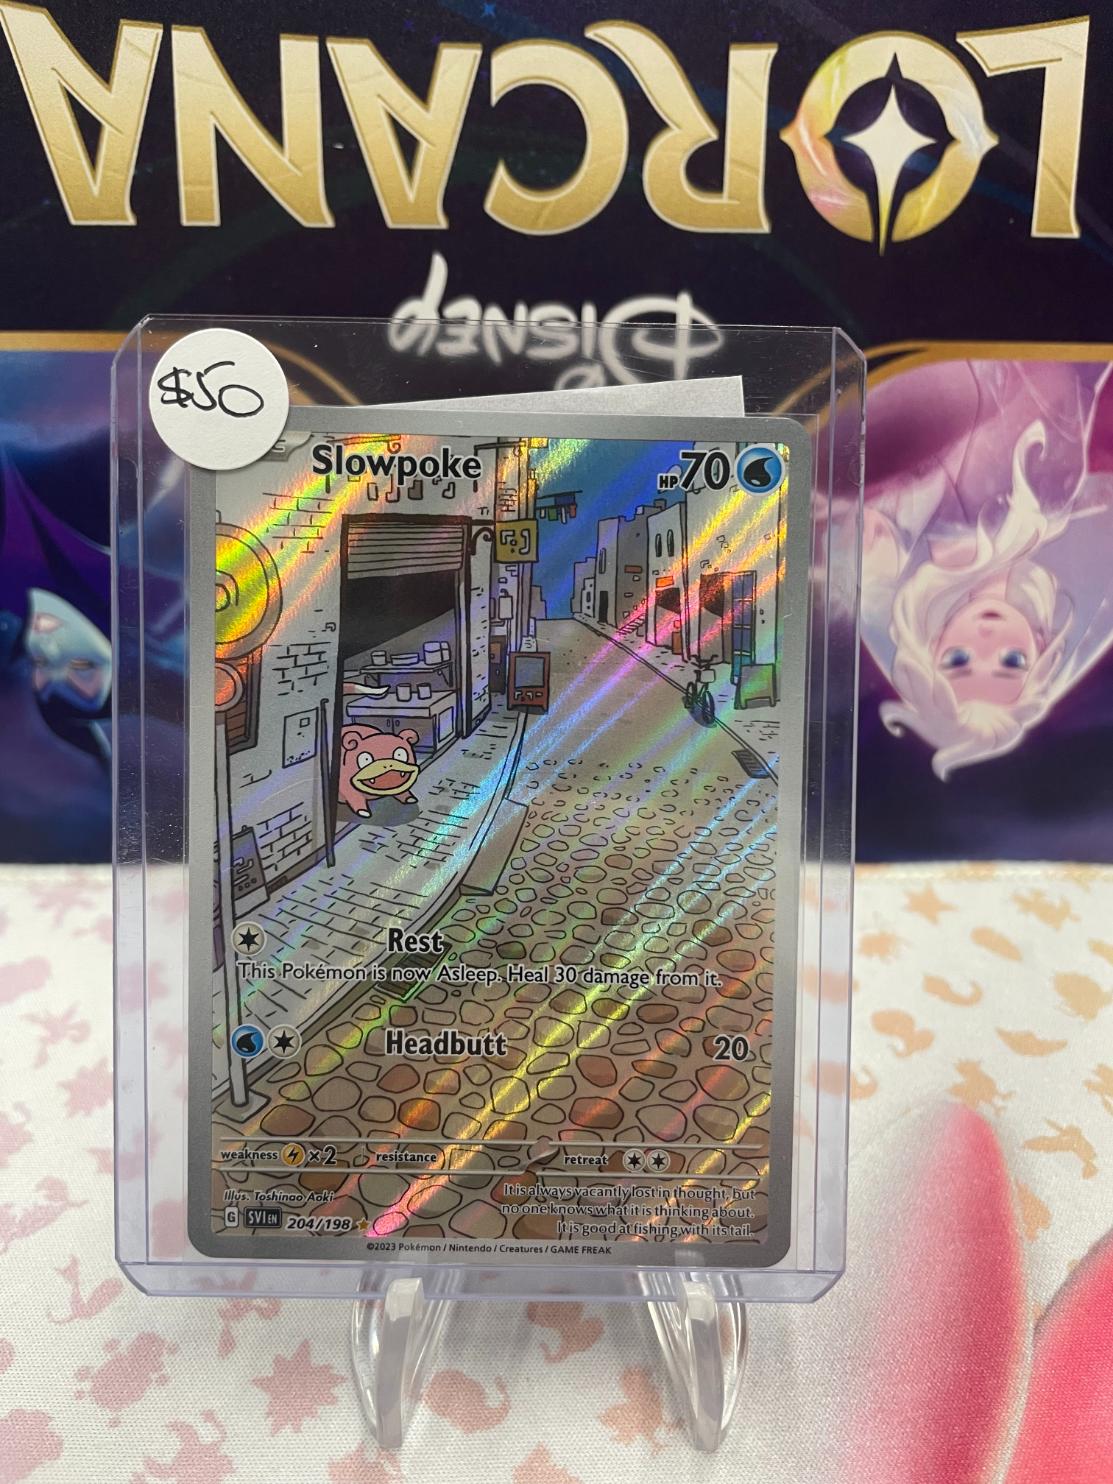 LORCANA
DISNEY
$50
Slowpoke
HP70
Rest
This Pokémon is now Asleep. Heal 30 damage from it.
Headbutt 20
weakness ×2 resistance retreat
Illus. Toshinao Aoki
It is always vacantly lost in thought, but
no one knows what it is thinking about.
It is good at fishing with its tail.
G SVI EN 204/198
©2023 Pokémon / Nintendo / Creatures / GAME FREAK